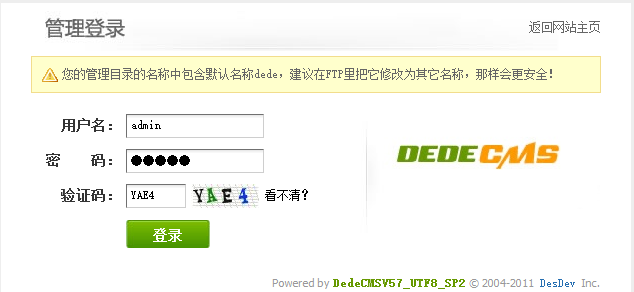 管理登录
返回网站主页
您的管理目录的名称中包含默认名称dede，建议在FTP里把它修改为其它名称，那样会更安全！
用户名： admin
密　码： ●●●●●
DEDECMS
验证码： YAE4 YAE4 看不清？
登录
Powered by DedeCMSV57_UTF8_SP2 © 2004-2011 DesDev Inc.